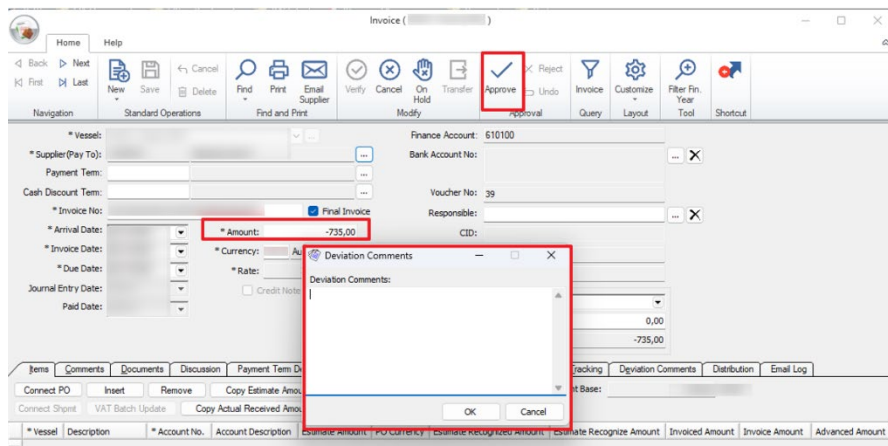 Invoice (                )
Home Help
Back Next
First Last
New Save Cancel Delete
Find Print Email Supplier
Verify Cancel On Hold Transfer
Approve Reject Undo
Invoice Customize Filter Fin. Year
Navigation Standard Operations Find and Print Modify Approval Query Layout Tool Shortcut
* Vessel: Finance Account: 610100
* Supplier(Pay To): ... Bank Account No: ...
Payment Term: ...
Cash Discount Term: ... Voucher No: 39
* Invoice No: Final Invoice Responsible: ...
* Arrival Date: * Amount: -735,00 CID:
* Invoice Date: * Currency: Au
* Due Date: * Rate:
Journal Entry Date: Credit Note
Paid Date:
Deviation Comments
Deviation Comments:
OK Cancel
0,00
-735,00
Items Comments Documents Discussion Payment Term D racking Deviation Comments Distribution Email Log
Connect PO Insert Remove Copy Estimate Amou nt Base:
Connect Shpmt VAT Batch Update Copy Actual Received Amou
* Vessel Description * Account No. Account Description Estimate Amount PO Currency Estimate Recognized Amount Estimate Recognize Amount Invoiced Amount Invoice Amount Advanced Amount